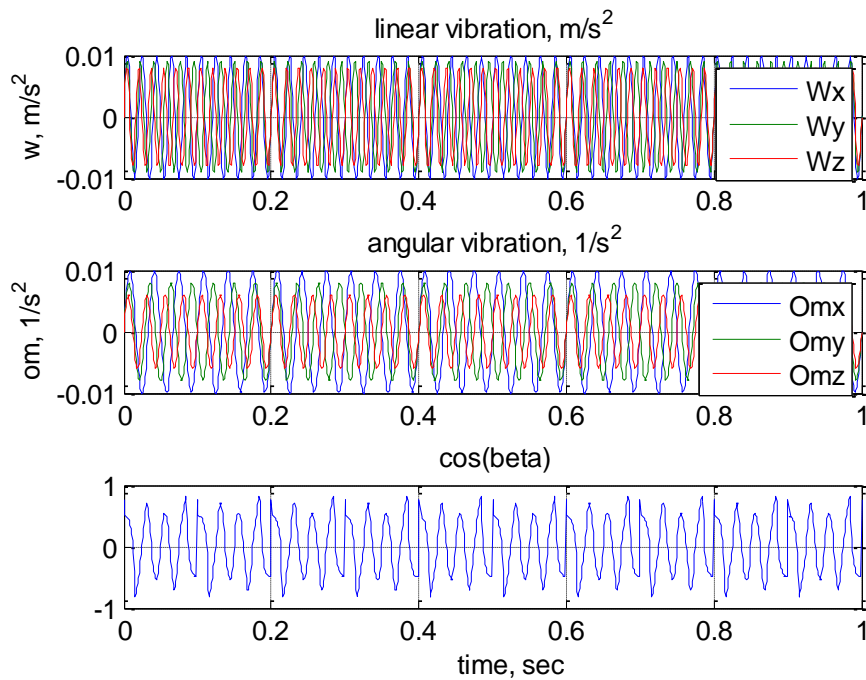 linear vibration, m/s²
w, m/s²
0.01
0
-0.01
Wx
Wy
Wz
0 0.2 0.4 0.6 0.8 1
angular vibration, 1/s²
om, 1/s²
0.01
0
-0.01
Omx
Omy
Omz
0 0.2 0.4 0.6 0.8 1
cos(beta)
1
0
-1
0 0.2 0.4 0.6 0.8 1
time, sec